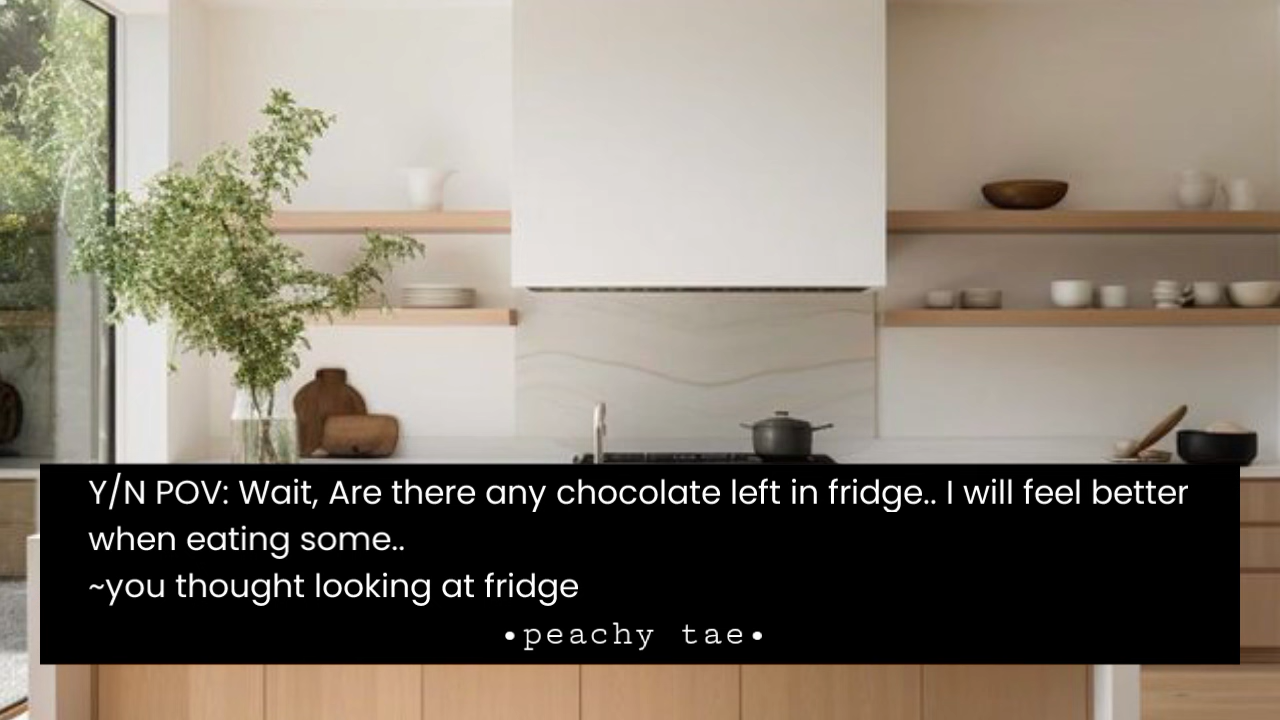 Y/N POV: Wait, Are there any chocolate left in fridge.. I will feel better
when eating some..
~you thought looking at fridge
•peachy tae•